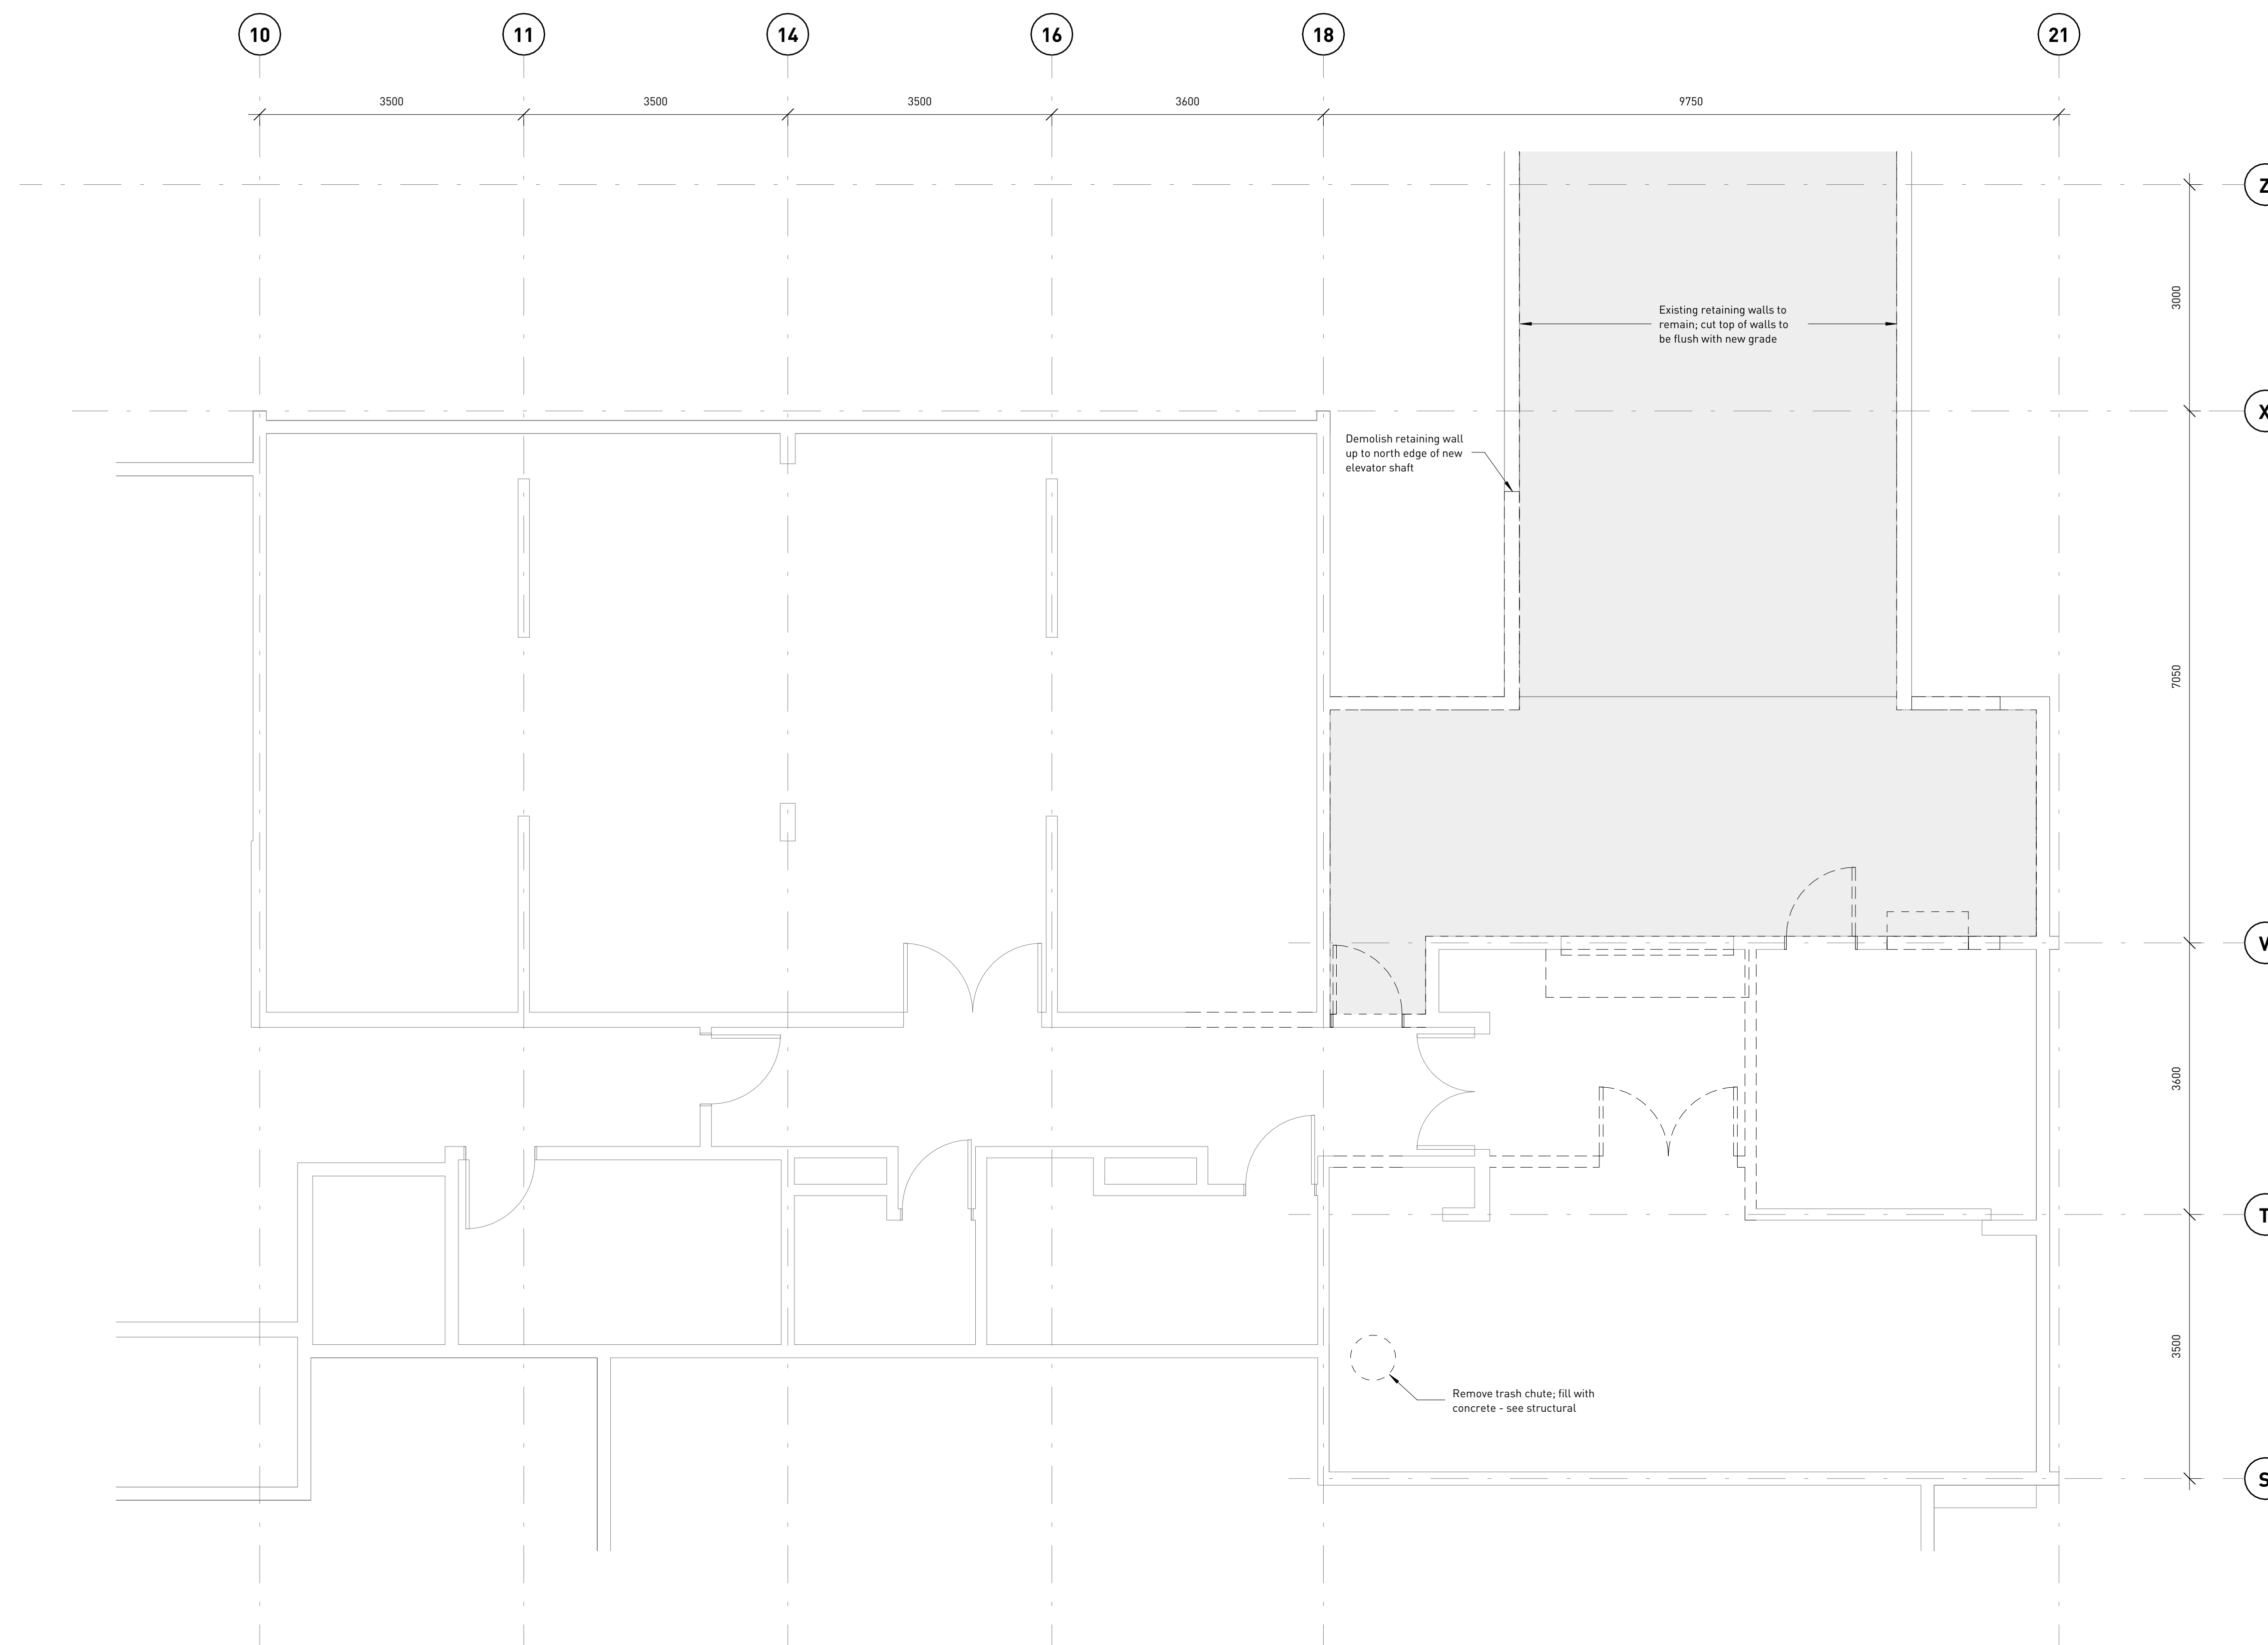 10 11 14 16 18 21
3500 3500 3500 3600 9750
Z
3000
Existing retaining walls to
remain; cut top of walls to
be flush with new grade
X
Demolish retaining wall
up to north edge of new
elevator shaft
7050
V
3600
T
3500
Remove trash chute; fill with
concrete - see structural
S